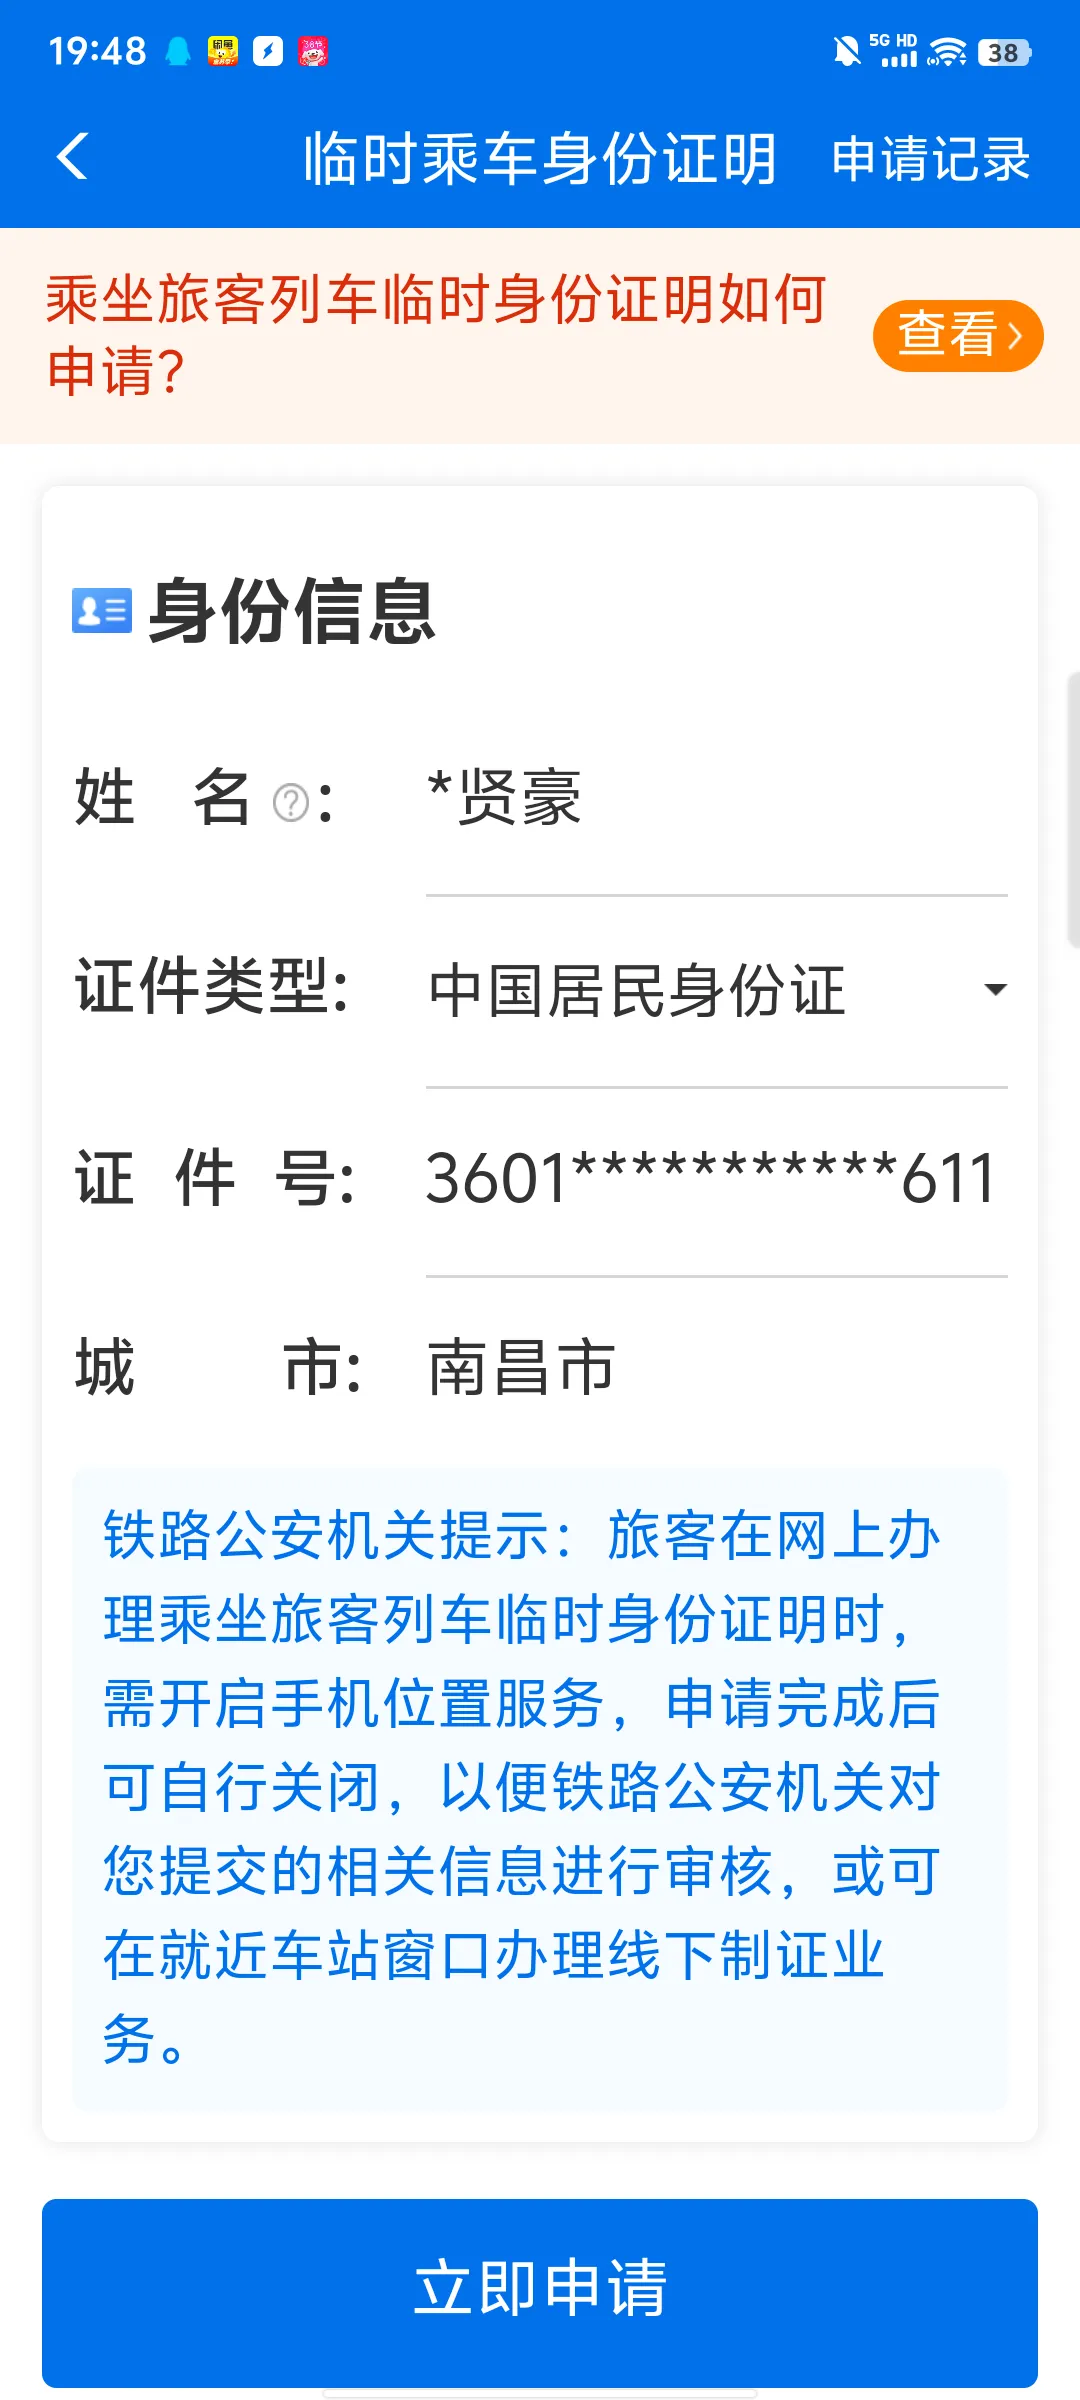 19:48
5G HD
38
临时乘车身份证明
申请记录
乘坐旅客列车临时身份证明如何
申请?
查看
身份信息
姓 名 ? :
*贤豪
证件类型:
中国居民身份证
证 件 号:
3601***********611
城 市:
南昌市
铁路公安机关提示：旅客在网上办
理乘坐旅客列车临时身份证明时，
需开启手机位置服务，申请完成后
可自行关闭，以便铁路公安机关对
您提交的相关信息进行审核，或可
在就近车站窗口办理线下制证业
务。
立即申请